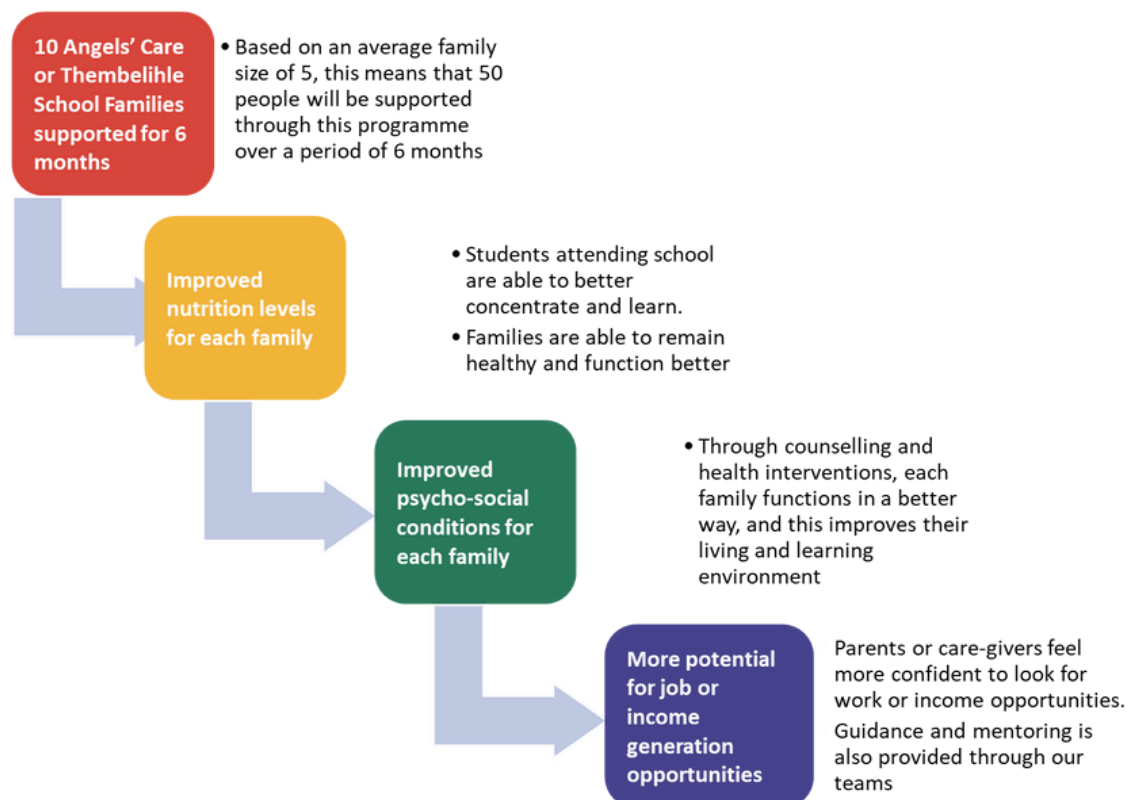 10 Angels’ Care
or Thembelihle
School Families
supported for 6
months
• Based on an average family
size of 5, this means that 50
people will be supported
through this programme
over a period of 6 months
Improved
nutrition levels
for each family
• Students attending school
are able to better
concentrate and learn.
• Families are able to remain
healthy and function better
Improved
psycho-social
conditions for
each family
• Through counselling and
health interventions, each
family functions in a better
way, and this improves their
living and learning
environment
More potential
for job or
income
generation
opportunities
Parents or care-givers feel
more confident to look for
work or income opportunities.
Guidance and mentoring is
also provided through our
teams